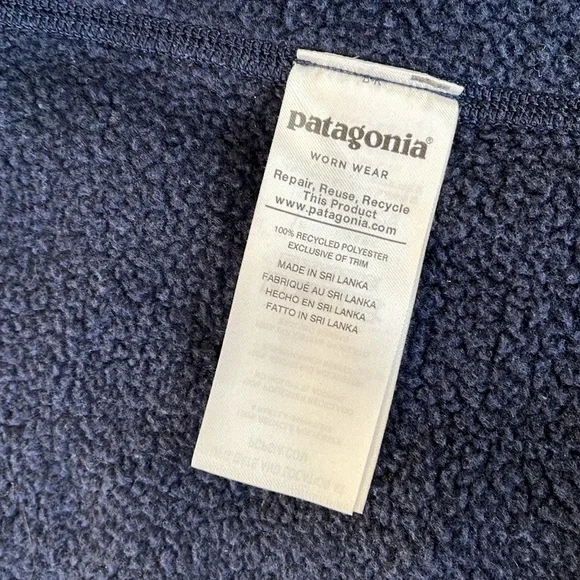 patagonia®
WORN WEAR
Repair, Reuse, Recycle
This Product
www.patagonia.com
100% RECYCLED POLYESTER
EXCLUSIVE OF TRIM
MADE IN SRI LANKA
FABRIQUÉ AU SRI LANKA
HECHO EN SRI LANKA
FATTO IN SRI LANKA